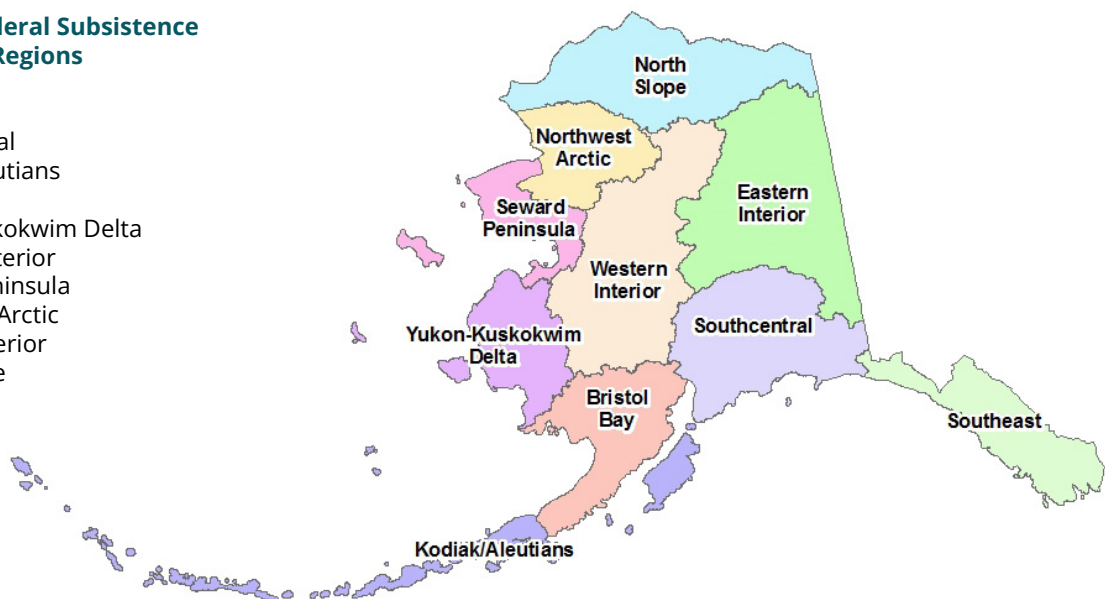 deral Subsistence
Regions
al
utians
kokwim Delta
terior
ninsula
Arctic
erior
e
North
Slope
Northwest
Arctic
Seward
Peninsula
Eastern
Interior
Western
Interior
Yukon-Kuskokwim
Delta
Southcentral
Bristol
Bay
Southeast
Kodiak/Aleutians